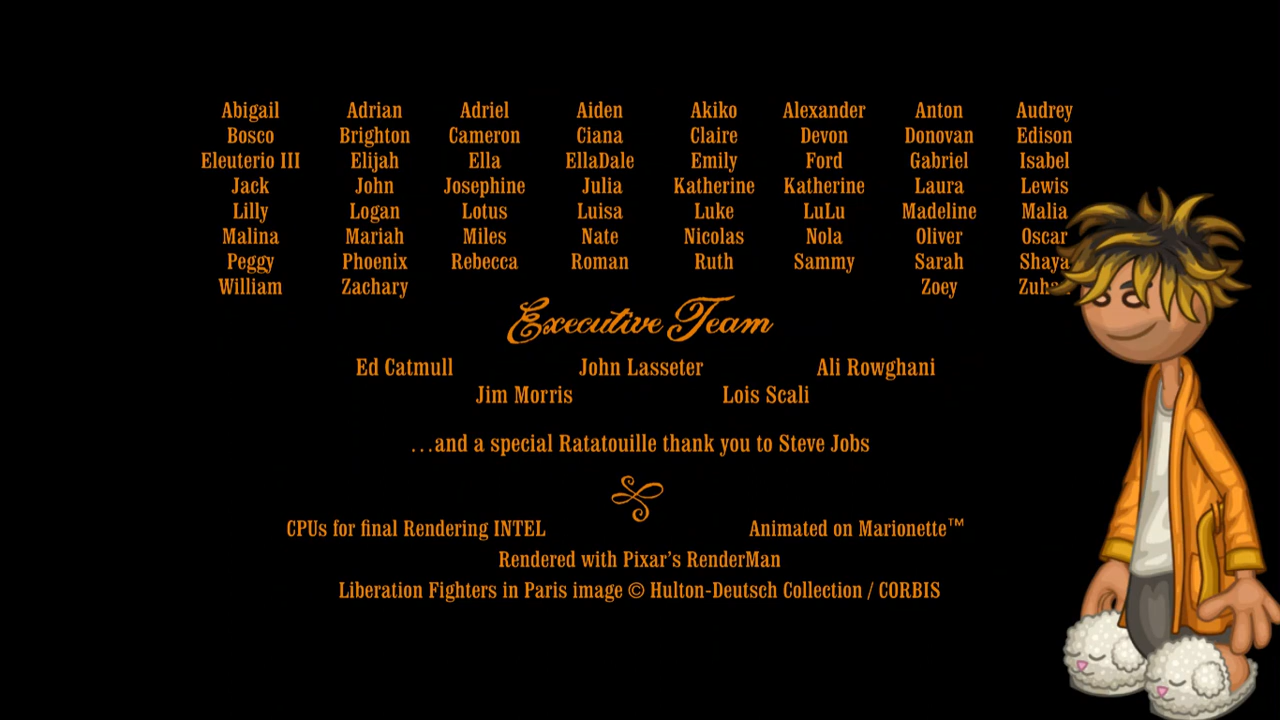 Abigail Adrian Adriel Aiden Akiko Alexander Anton Audrey
Bosco Brighton Cameron Ciana Claire Devon Donovan Edison
Eleuterio III Elijah Ella EllaDale Emily Ford Gabriel Isabel
Jack John Josephine Julia Katherine Katherine Laura Lewis
Lilly Logan Lotus Luisa Luke LuLu Madeline Malia
Malina Mariah Miles Nate Nicolas Nola Oliver Oscar
Peggy Phoenix Rebecca Roman Ruth Sammy Sarah Shaya
William Zachary Zoey
Executive Team
Ed Catmull John Lasseter Ali Rowghani
Jim Morris Lois Scali
...and a special Ratatouille thank you to Steve Jobs
CPUs for final Rendering INTEL Animated on Marionette™
Rendered with Pixar's RenderMan
Liberation Fighters in Paris image © Hulton-Deutsch Collection / CORBIS